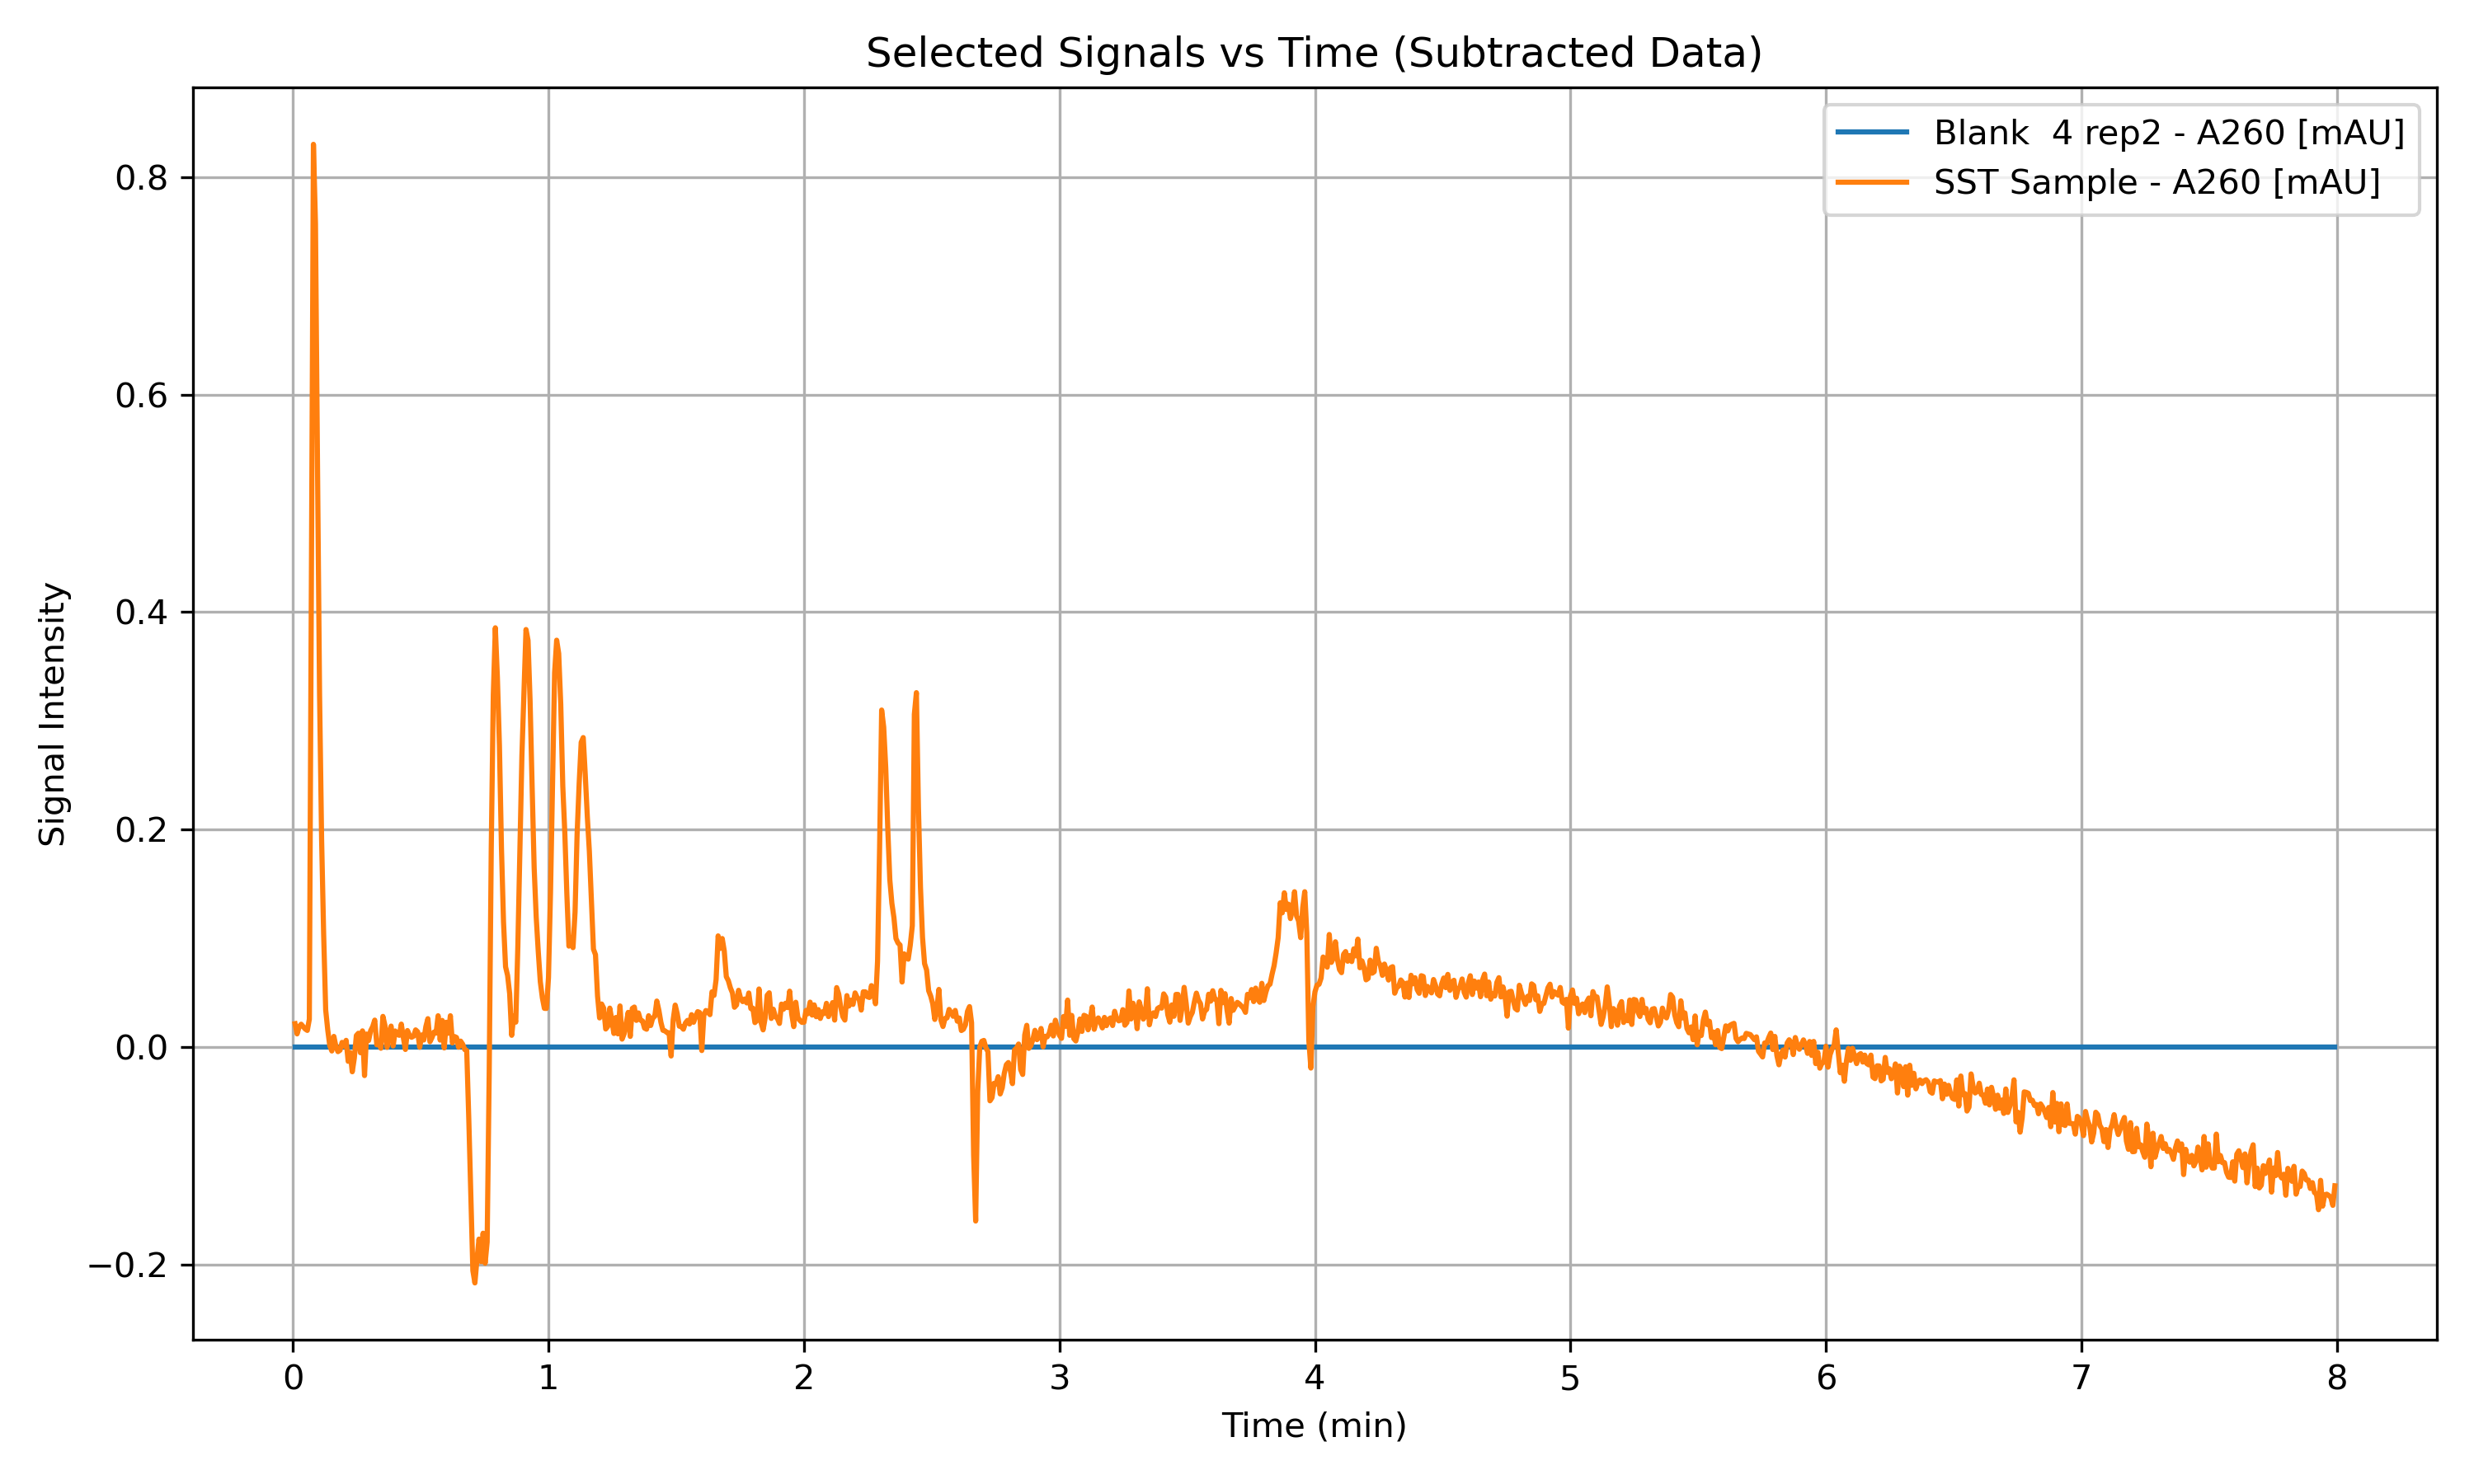 Selected Signals vs Time (Subtracted Data)
Blank  4 rep2 - A260 [mAU]
SST Sample - A260 [mAU]
Signal Intensity
0.8
0.6
0.4
0.2
0.0
−0.2
0 1 2 3 4 5 6 7 8
Time (min)